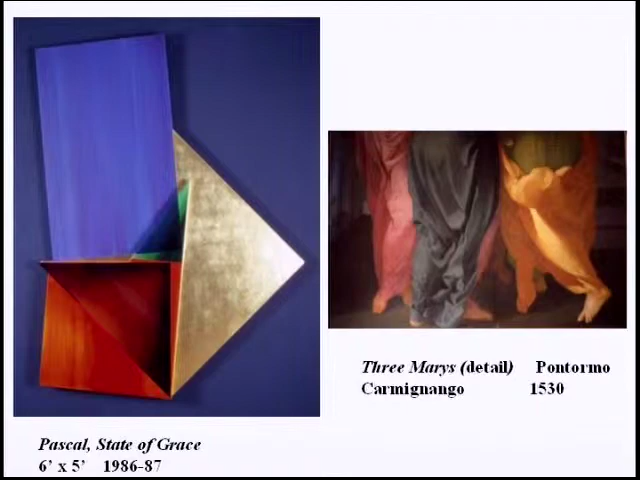 Three Marys (detail) Pontormo
Carmignango 1530
Pascal, State of Grace
6' x 5' 1986-87